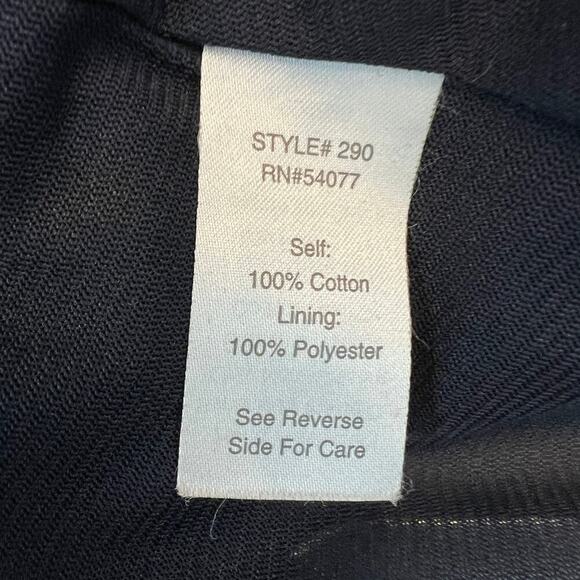 STYLE# 290
RN#54077
Self:
100% Cotton
Lining:
100% Polyester
See Reverse
Side For Care